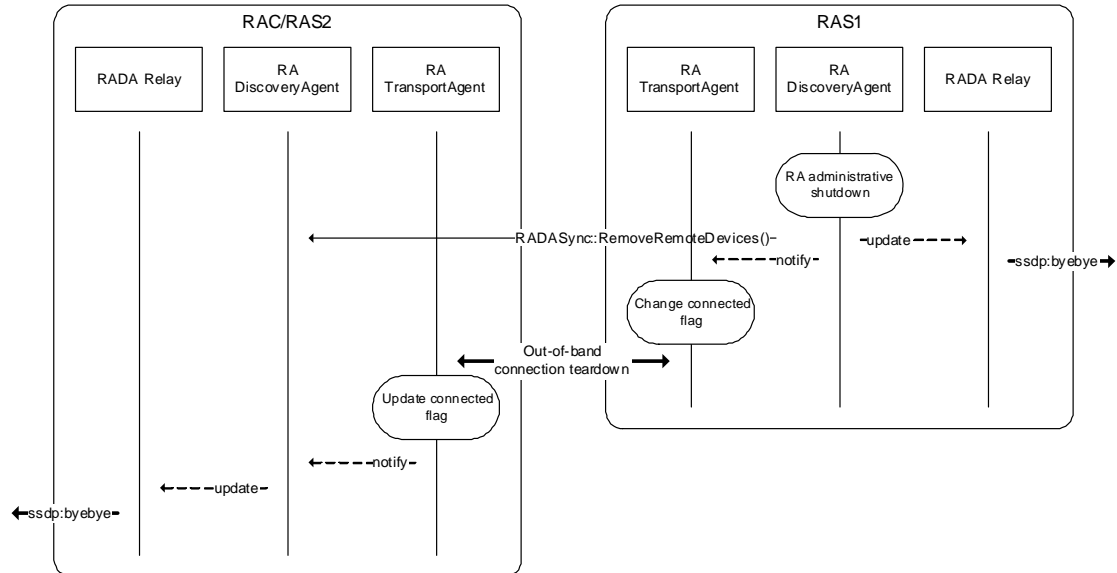 RAC/RAS2
RAS1
RADA Relay
RA
DiscoveryAgent
RA
TransportAgent
RA
TransportAgent
RA
DiscoveryAgent
RADA Relay
RA administrative
shutdown
RADASync::RemoveRemoteDevices()
update
notify
ssdp:byebye
Change connected
flag
Out-of-band
connection teardown
Update connected
flag
notify
update
ssdp:byebye